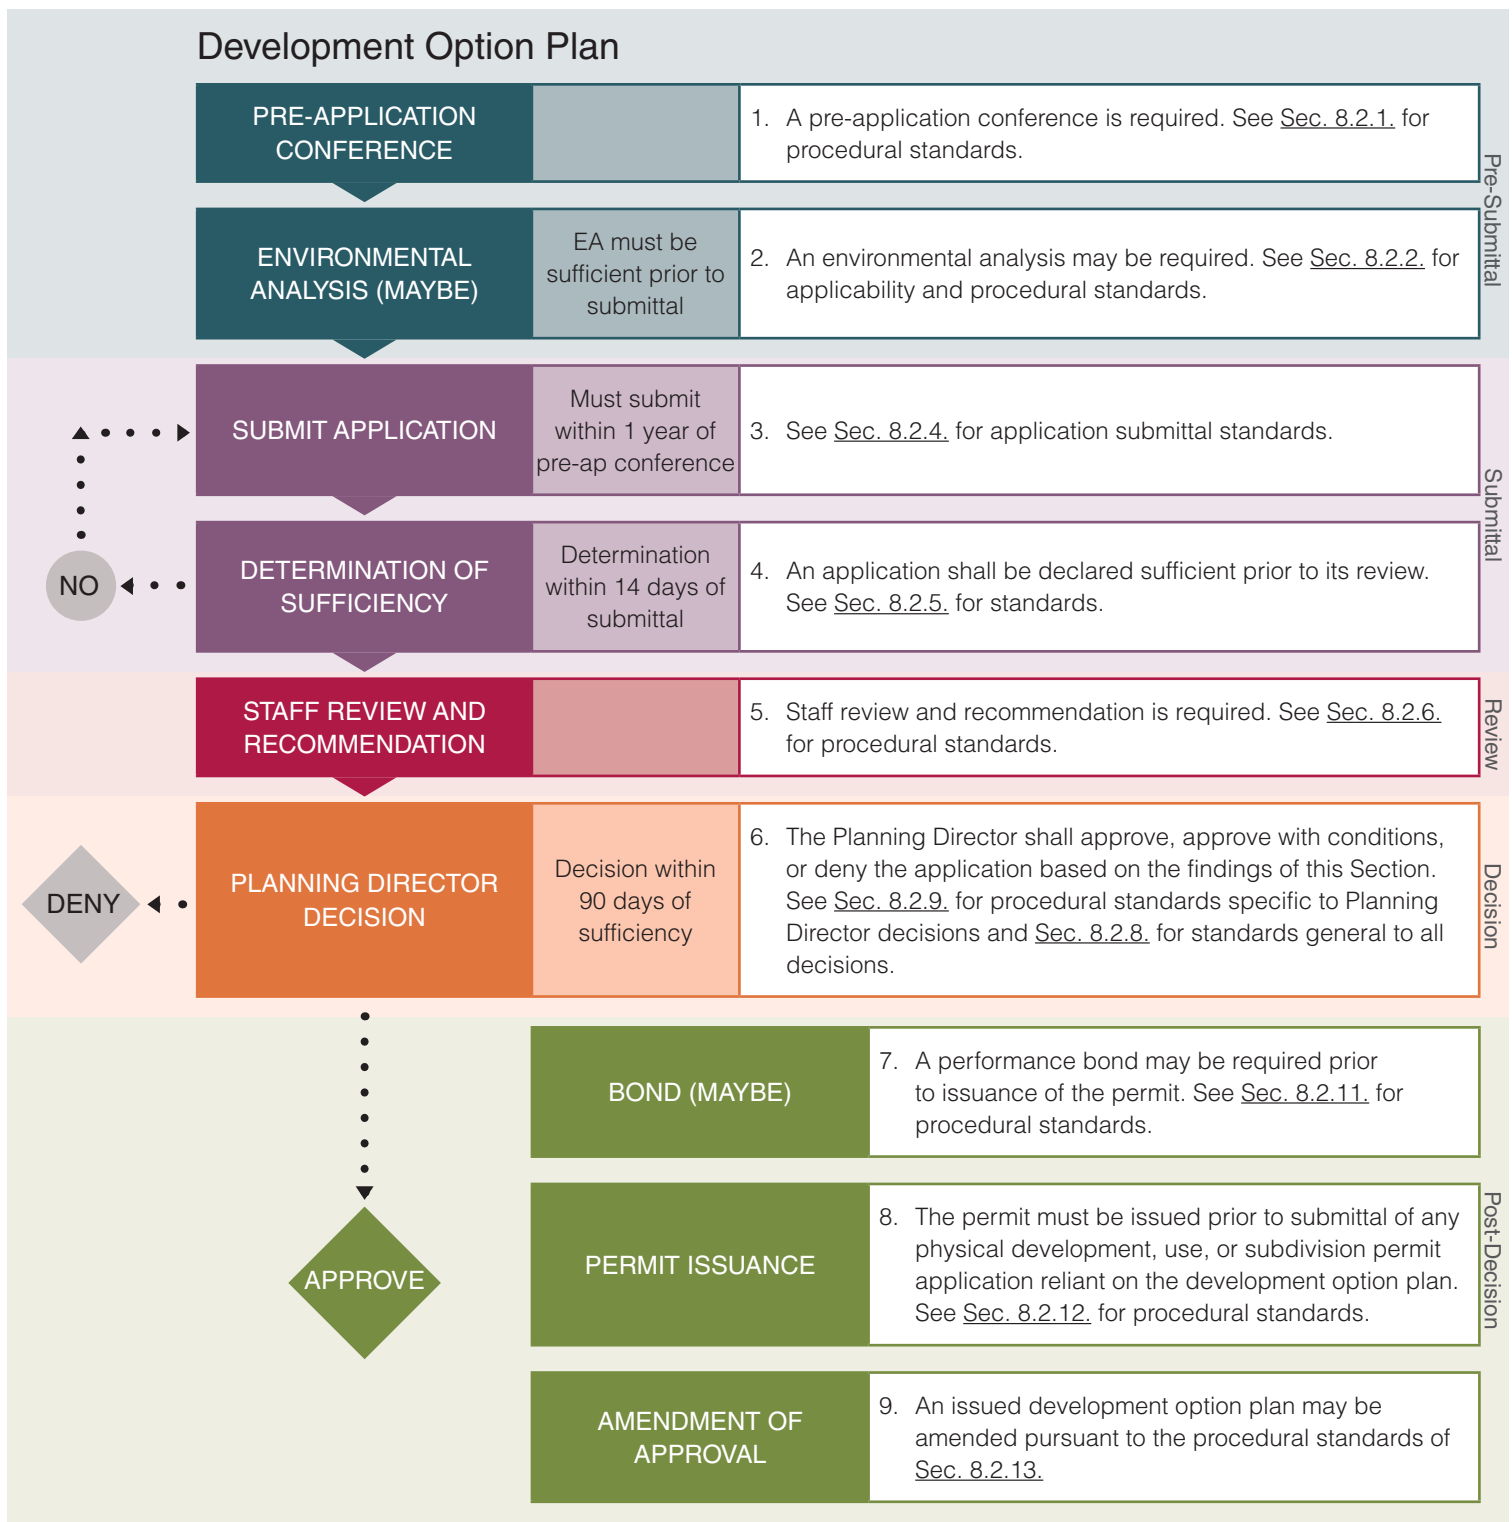 Development Option Plan
PRE-APPLICATION
CONFERENCE
1. A pre-application conference is required. See Sec. 8.2.1. for
procedural standards.
Pre-Submittal
ENVIRONMENTAL
ANALYSIS (MAYBE)
EA must be
sufficient prior to
submittal
2. An environmental analysis may be required. See Sec. 8.2.2. for
applicability and procedural standards.
SUBMIT APPLICATION
Must submit
within 1 year of
pre-ap conference
3. See Sec. 8.2.4. for application submittal standards.
Submittal
NO
DETERMINATION OF
SUFFICIENCY
Determination
within 14 days of
submittal
4. An application shall be declared sufficient prior to its review.
See Sec. 8.2.5. for standards.
STAFF REVIEW AND
RECOMMENDATION
5. Staff review and recommendation is required. See Sec. 8.2.6.
for procedural standards.
Review
DENY
PLANNING DIRECTOR
DECISION
Decision within
90 days of
sufficiency
6. The Planning Director shall approve, approve with conditions,
or deny the application based on the findings of this Section.
See Sec. 8.2.9. for procedural standards specific to Planning
Director decisions and Sec. 8.2.8. for standards general to all
decisions.
Decision
BOND (MAYBE)
7. A performance bond may be required prior
to issuance of the permit. See Sec. 8.2.11. for
procedural standards.
APPROVE
PERMIT ISSUANCE
8. The permit must be issued prior to submittal of any
physical development, use, or subdivision permit
application reliant on the development option plan.
See Sec. 8.2.12. for procedural standards.
Post-Decision
AMENDMENT OF
APPROVAL
9. An issued development option plan may be
amended pursuant to the procedural standards of
Sec. 8.2.13.